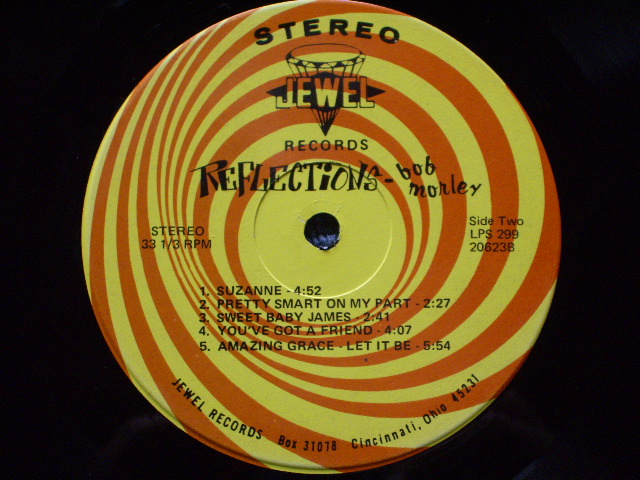 STEREO
JEWEL
RECORDS
REFLECTIONS - bob morley
STEREO
33 1/3 RPM
Side Two
LPS 299
20623B
1. SUZANNE - 4:52
2. PRETTY SMART ON MY PART - 2:27
3. SWEET BABY JAMES - 2:41
4. YOU'VE GOT A FRIEND - 4:07
5. AMAZING GRACE - LET IT BE - 5:54
JEWEL RECORDS Box 31078 Cincinnati, Ohio 45231